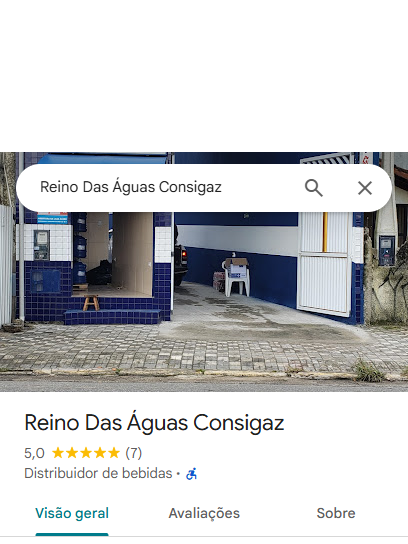 Reino Das Águas Consigaz
Reino Das Águas Consigaz
5,0 (7)
Distribuidor de bebidas ·
Visão geral Avaliações Sobre